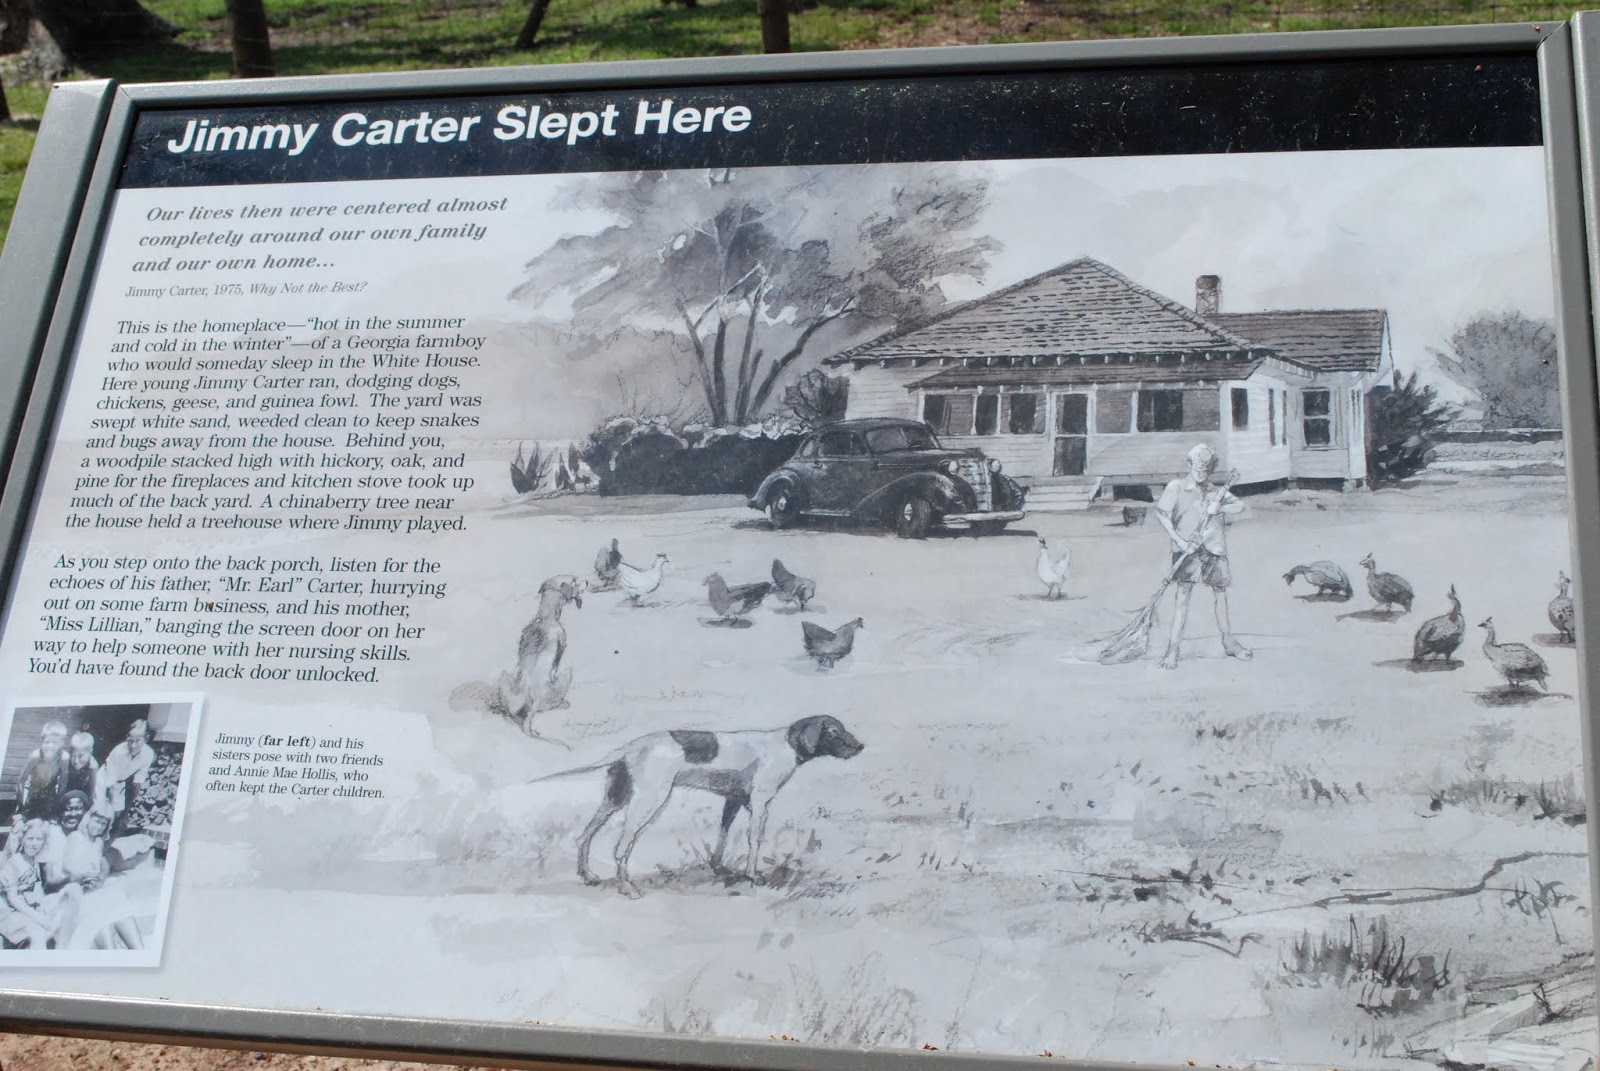 Jimmy Carter Slept Here
Our lives then were centered almost
completely around our own family
and our own home...
Jimmy Carter, 1975, Why Not the Best?
This is the homeplace—“hot in the summer
and cold in the winter”—of a Georgia farmboy
who would someday sleep in the White House.
Here young Jimmy Carter ran, dodging dogs,
chickens, geese, and guinea fowl. The yard was
swept white sand, weeded clean to keep snakes
and bugs away from the house. Behind you,
a woodpile stacked high with hickory, oak, and
pine for the fireplaces and kitchen stove took up
much of the back yard. A chinaberry tree near
the house held a treehouse where Jimmy played.
As you step onto the back porch, listen for the
echoes of his father, “Mr. Earl” Carter, hurrying
out on some farm business, and his mother,
“Miss Lillian,” banging the screen door on her
way to help someone with her nursing skills.
You’d have found the back door unlocked.
Jimmy (far left) and his
sisters pose with two friends
and Annie Mae Hollis, who
often kept the Carter children.